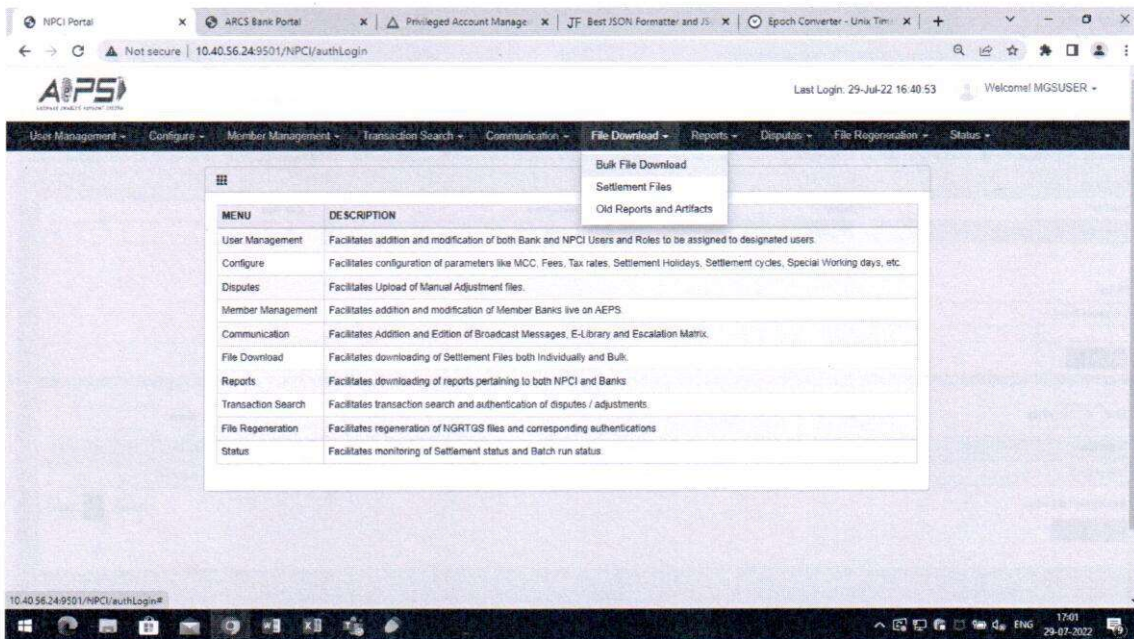 NPCI Portal ARCS Bank Portal Privileged Account Manage JF Best JSON Formatter and JS Epoch Converter - Unix Tim
Not secure | 10.40.56.24:9501/NPCI/authLogin
AePS Last Login: 29-Jul-22 16:40:53 Welcome! MGSUSER
User Management Configure Member Management Transaction Search Communication File Download Reports Disputes File Regeneration Status
Bulk File Download
Settlement Files
Old Reports and Artifacts
MENU DESCRIPTION
User Management Facilitates addition and modification of both Bank and NPCI Users and Roles to be assigned to designated users.
Configure Facilitates configuration of parameters like MCC, Fees, Tax rates, Settlement Holidays, Settlement cycles, Special Working days, etc.
Disputes Facilitates Upload of Manual Adjustment files.
Member Management Facilitates addition and modification of Member Banks live on AEPS.
Communication Facilitates Addition and Edition of Broadcast Messages, E-Library and Escalation Matrix.
File Download Facilitates downloading of Settlement Files both Individually and Bulk.
Reports Facilitates downloading of reports pertaining to both NPCI and Banks
Transaction Search Facilitates transaction search and authentication of disputes / adjustments.
File Regeneration Facilitates regeneration of NGRTGS files and corresponding authentications
Status Facilitates monitoring of Settlement status and Batch run status.
10.40.56.24:9501/NPCI/authLogin#
ENG 17:01
29-07-2022